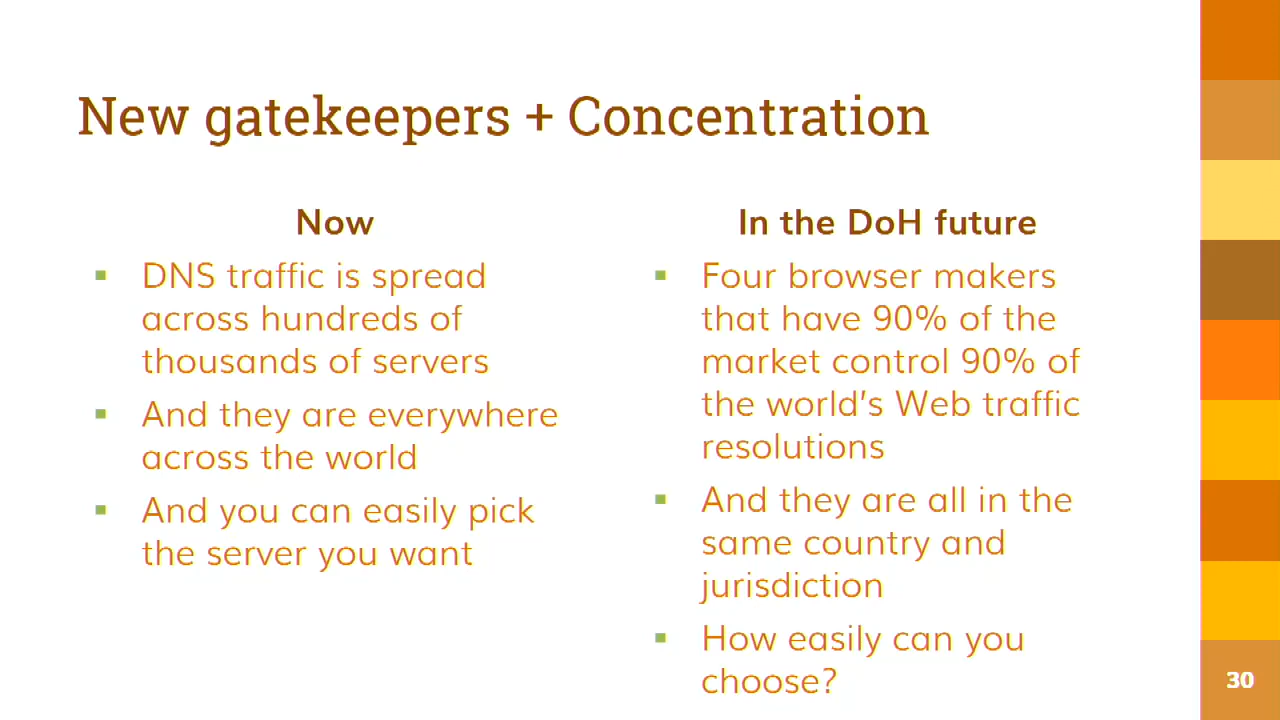 New gatekeepers + Concentration
Now
DNS traffic is spread
across hundreds of
thousands of servers
And they are everywhere
across the world
And you can easily pick
the server you want
In the DoH future
Four browser makers
that have 90% of the
market control 90% of
the world's Web traffic
resolutions
And they are all in the
same country and
jurisdiction
How easily can you
choose?
30